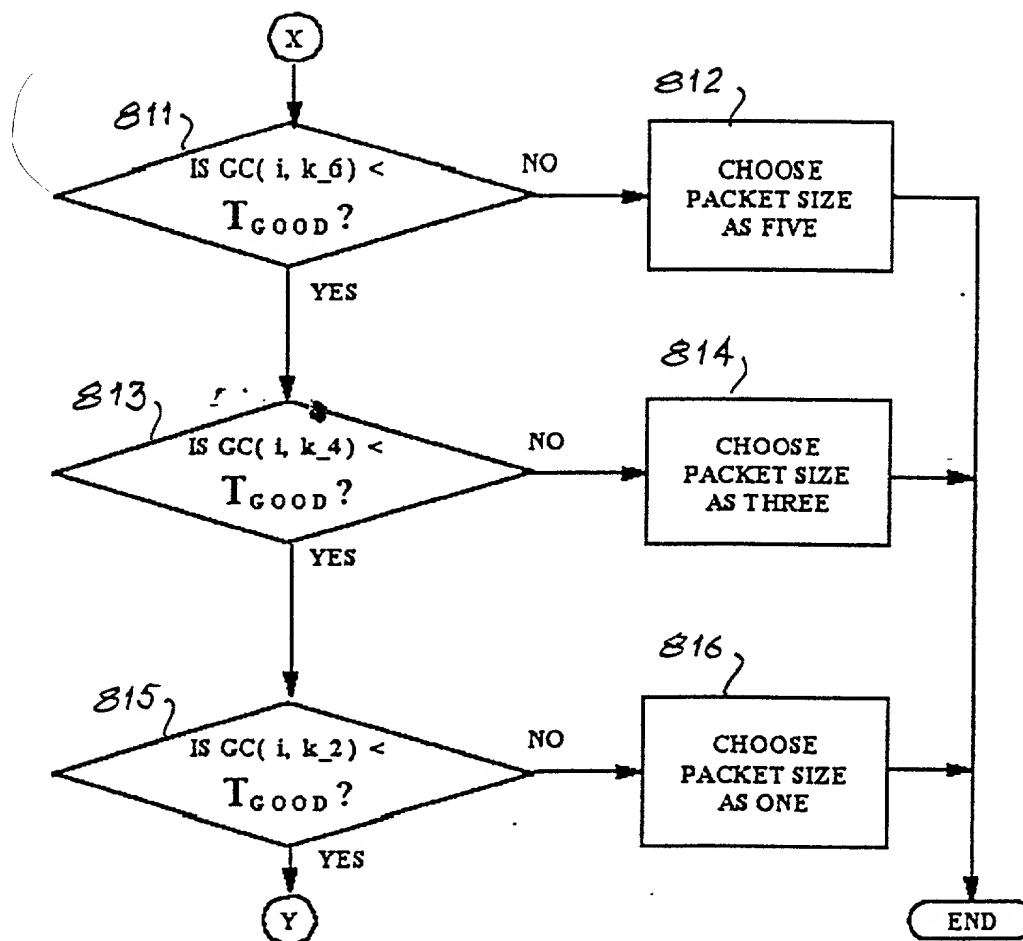 X
811
IS GC( i, k_6) <
TGOOD ?
NO
YES
812
CHOOSE
PACKET SIZE
AS FIVE
813
IS GC( i, k_4) <
TGOOD ?
NO
YES
814
CHOOSE
PACKET SIZE
AS THREE
815
IS GC( i, k_2) <
TGOOD ?
NO
YES
816
CHOOSE
PACKET SIZE
AS ONE
Y
END